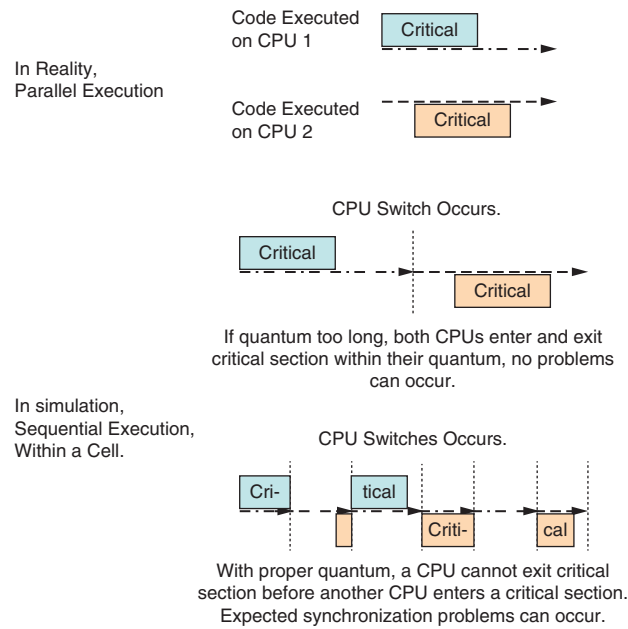 Code Executed
on CPU 1
Critical
In Reality,
Parallel Execution
Code Executed
on CPU 2
Critical
CPU Switch Occurs.
Critical
Critical
If quantum too long, both CPUs enter and exit
critical section within their quantum, no problems
can occur.
In simulation,
Sequential Execution,
Within a Cell.
CPU Switches Occurs.
Cri-
tical
Criti-
cal
With proper quantum, a CPU cannot exit critical
section before another CPU enters a critical section.
Expected synchronization problems can occur.